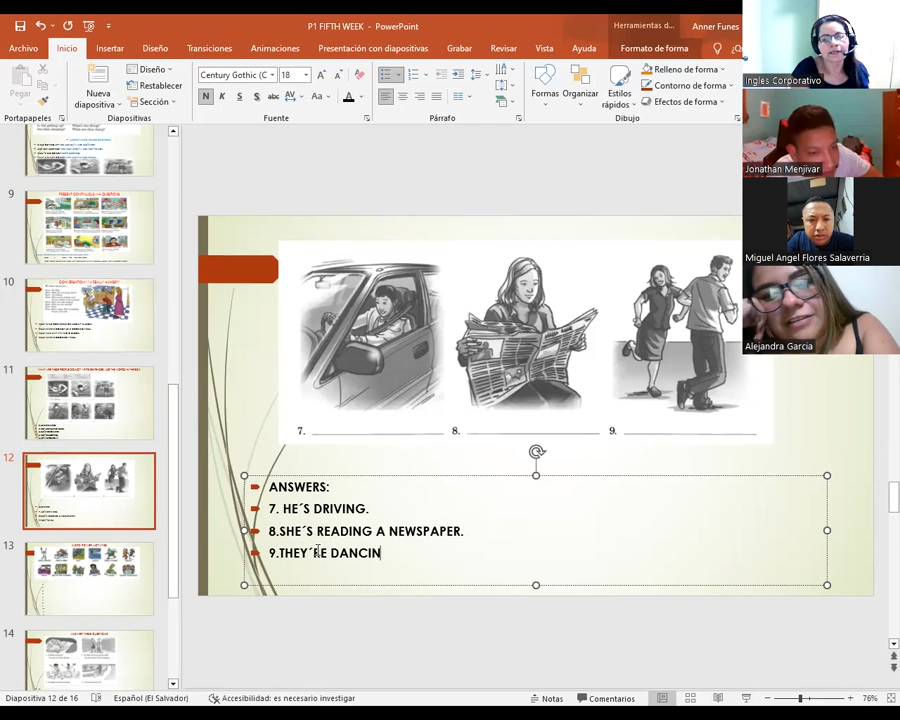 P1 FIFTH WEEK - PowerPoint
Herramientas d...
Anner Funes
Archivo
Inicio
Insertar
Diseño
Transiciones
Animaciones
Presentación con diapositivas
Grabar
Revisar
Vista
Ayuda
Formato de forma
Pegar
Nueva diapositiva
Diseño
Restablecer
Sección
Century Gothic (C
18
N K S S abc AV Aa A
Formas
Organizar
Estilos rápidos
Relleno de forma
Contorno de forma
Efectos de forma
Portapapeles
Diapositivas
Fuente
Párrafo
Dibujo
Inglés Corporativo
Jonathan Menjivar
Miguel Angel Flores Salaverria
Alejandra Garcia
9
10
11
12
13
14
7.
8.
9.
ANSWERS:
7. HE´S DRIVING.
8.SHE´S READING A NEWSPAPER.
9.THEY´RE DANCIN
Diapositiva 12 de 16
Español (El Salvador)
Accesibilidad: es necesario investigar
Notas
Comentarios
76%